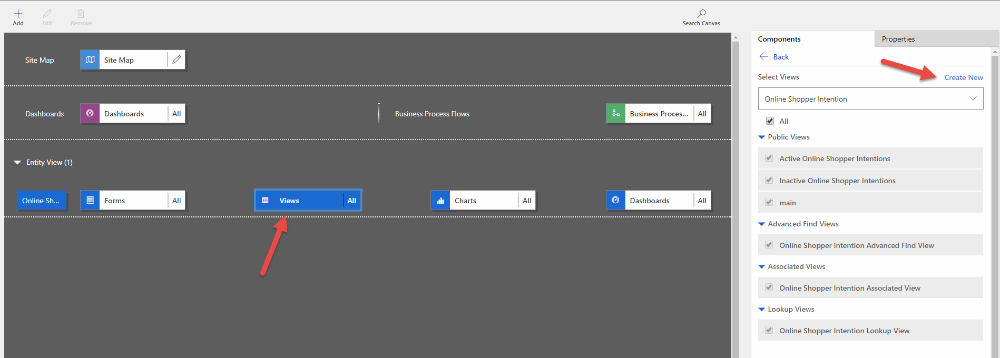 Add
Edit
Remove
Search Canvas
Site Map
Site Map
Dashboards
Dashboards
All
Business Process Flows
Business Proces...
All
Entity View (1)
Online Sh...
Forms
All
Views
All
Charts
All
Dashboards
All
Components
Properties
Back
Select Views
Create New
Online Shopper Intention
All
Public Views
Active Online Shopper Intentions
Inactive Online Shopper Intentions
main
Advanced Find Views
Online Shopper Intention Advanced Find View
Associated Views
Online Shopper Intention Associated View
Lookup Views
Online Shopper Intention Lookup View